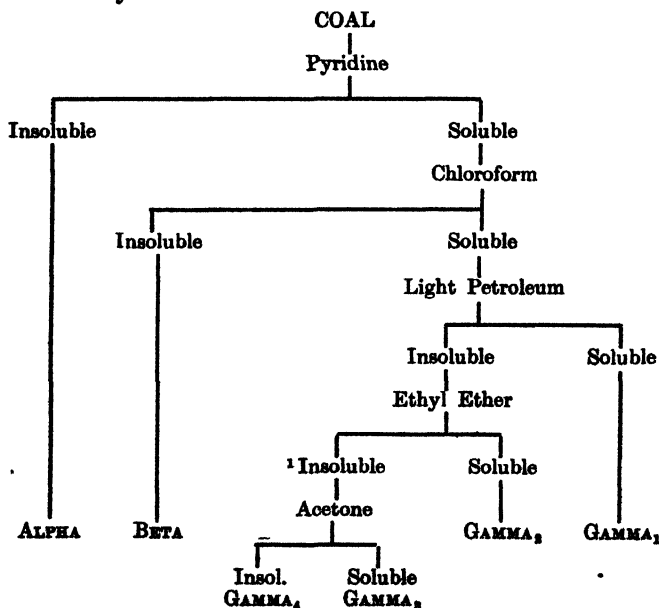 COAL
Pyridine
Insoluble Soluble
Chloroform
Insoluble Soluble
Light Petroleum
Insoluble Soluble
Ethyl Ether
¹Insoluble Soluble
Acetone
ALPHA BETA GAMMA₂ GAMMA₁
Insol. Soluble
GAMMA₄ GAMMA₃